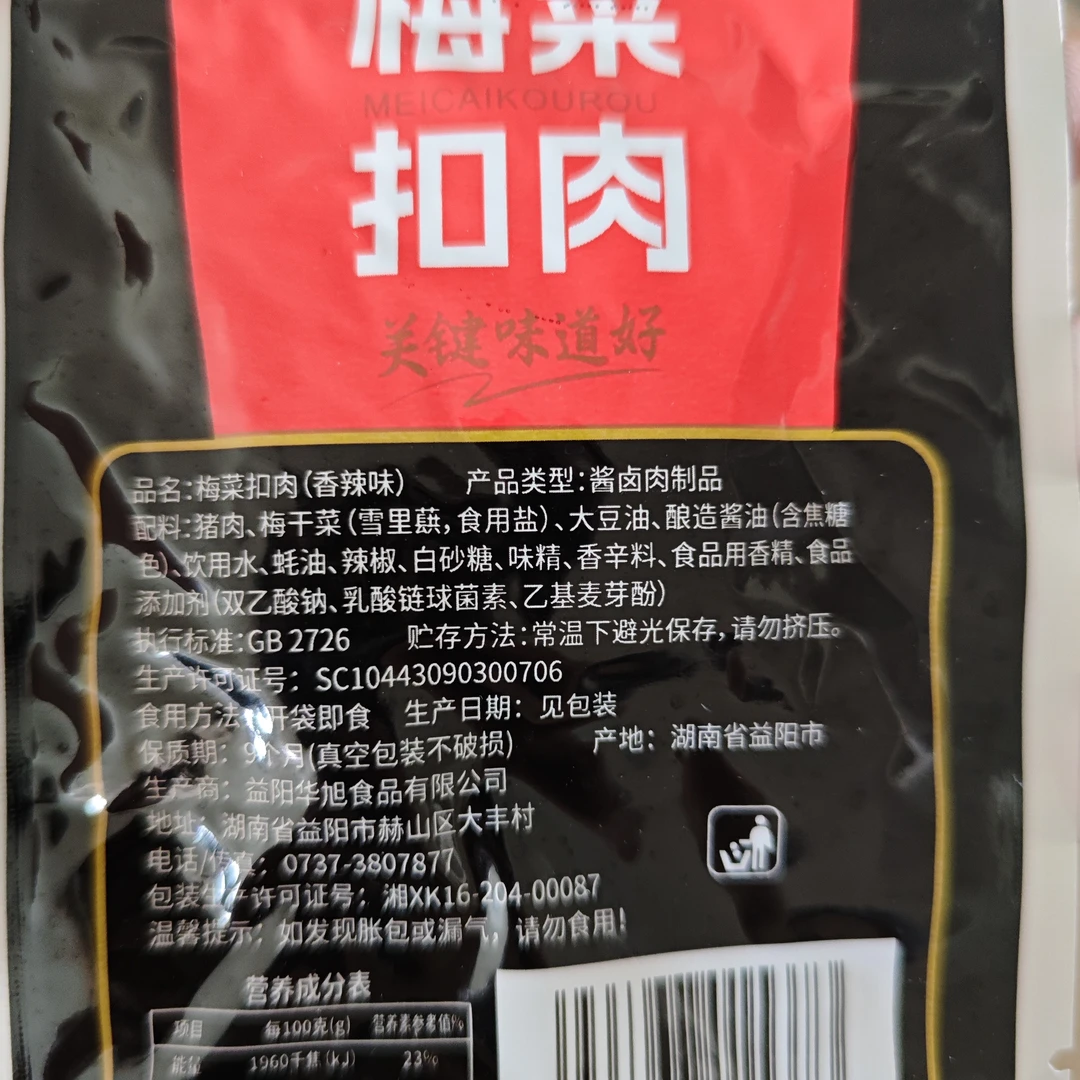 梅菜
MEICAIKOUROU
扣肉
关键味道好
品名:梅菜扣肉(香辣味) 产品类型:酱卤肉制品
配料:猪肉、梅干菜(雪里蕻,食用盐)、大豆油、酿造酱油(含焦糖
色)、饮用水、蚝油、辣椒、白砂糖、味精、香辛料、食品用香精、食品
添加剂(双乙酸钠、乳酸链球菌素、乙基麦芽酚)
执行标准:GB 2726 贮存方法:常温下避光保存,请勿挤压。
生产许可证号: SC10443090300706
食用方法:开袋即食 生产日期: 见包装
保质期: 9个月(真空包装不破损) 产地: 湖南省益阳市
生产商: 益阳华旭食品有限公司
地址: 湖南省益阳市赫山区大丰村
电话/传真: 0737-3807877
包装生产许可证号: 湘XK16-204-00087
温馨提示: 如发现胀包或漏气, 请勿食用!
营养成分表
项目 每100克(g) 营养素参考值%
能量 1960千焦(kJ) 23%